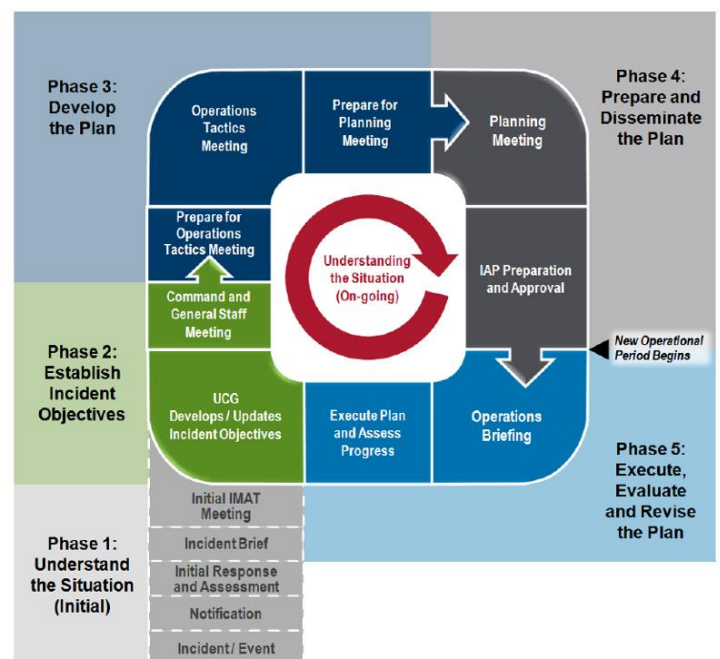 Phase 3:
Develop
the Plan
Operations
Tactics
Meeting
Prepare for
Planning
Meeting
Planning
Meeting
Phase 4:
Prepare and
Disseminate
the Plan
Prepare for
Operations
Tactics Meeting
Understanding
the Situation
(On-going)
IAP Preparation
and Approval
Command and
General Staff
Meeting
New Operational
Period Begins
Phase 2:
Establish
Incident
Objectives
UCG
Develops / Updates
Incident Objectives
Execute Plan
and Assess
Progress
Operations
Briefing
Phase 5:
Execute,
Evaluate
and Revise
the Plan
Phase 1:
Understand
the Situation
(Initial)
Initial IMAT
Meeting
Incident Brief
Initial Response
and Assessment
Notification
Incident / Event